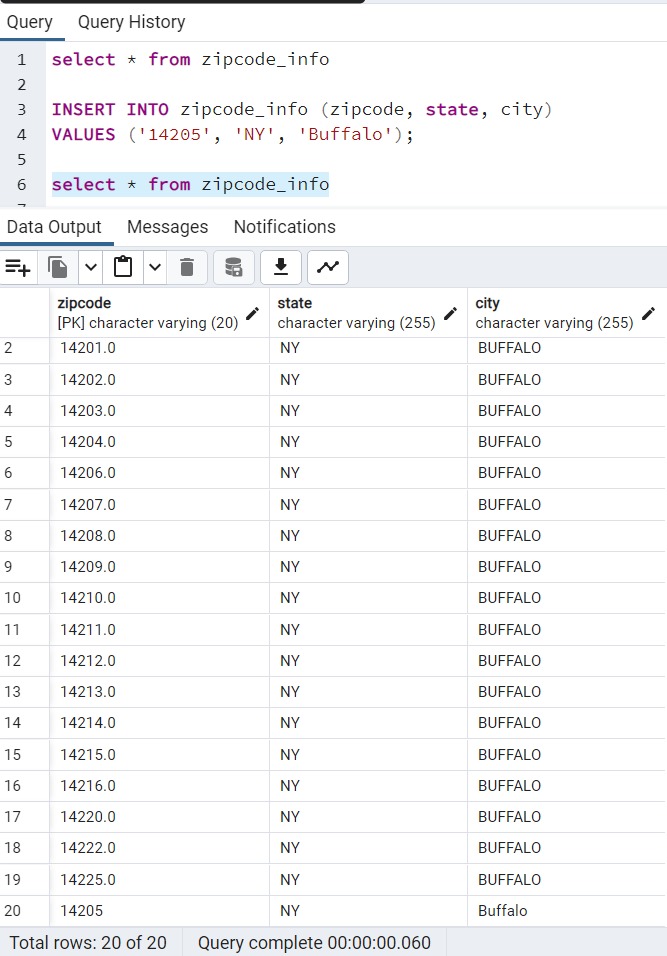 Query Query History
1 select * from zipcode_info
2
3 INSERT INTO zipcode_info (zipcode, state, city)
4 VALUES ('14205', 'NY', 'Buffalo');
5
6 select * from zipcode_info
Data Output Messages Notifications
zipcode state city
[PK] character varying (20) character varying (255) character varying (255)
2 14201.0 NY BUFFALO
3 14202.0 NY BUFFALO
4 14203.0 NY BUFFALO
5 14204.0 NY BUFFALO
6 14206.0 NY BUFFALO
7 14207.0 NY BUFFALO
8 14208.0 NY BUFFALO
9 14209.0 NY BUFFALO
10 14210.0 NY BUFFALO
11 14211.0 NY BUFFALO
12 14212.0 NY BUFFALO
13 14213.0 NY BUFFALO
14 14214.0 NY BUFFALO
15 14215.0 NY BUFFALO
16 14216.0 NY BUFFALO
17 14220.0 NY BUFFALO
18 14222.0 NY BUFFALO
19 14225.0 NY BUFFALO
20 14205 NY Buffalo
Total rows: 20 of 20 Query complete 00:00:00.060